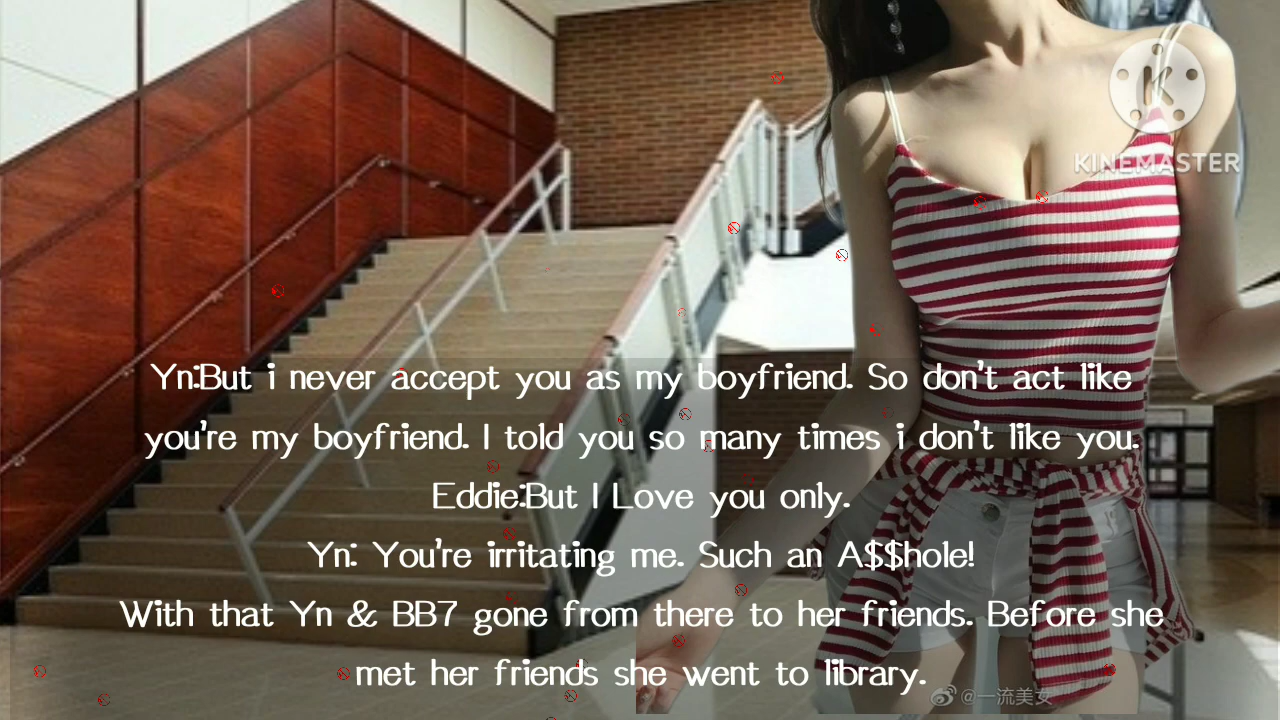 KINEMASTER
Yn:But i never accept you as my boyfriend. So don't act like
you're my boyfriend. I told you so many times i don't like you.
Eddie:But I Love you only.
Yn: You're irritating me. Such an A$$hole!
With that Yn & BB7 gone from there to her friends. Before she
met her friends she went to library.
@一流美女